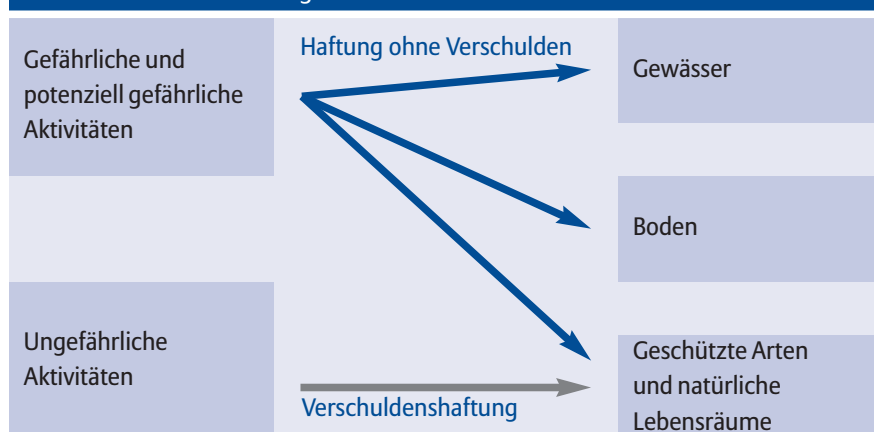 Gefährliche und
potenziell gefährliche
Aktivitäten
Haftung ohne Verschulden
Gewässer
Boden
Ungefährliche
Aktivitäten
Verschuldenshaftung
Geschützte Arten
und natürliche
Lebensräume